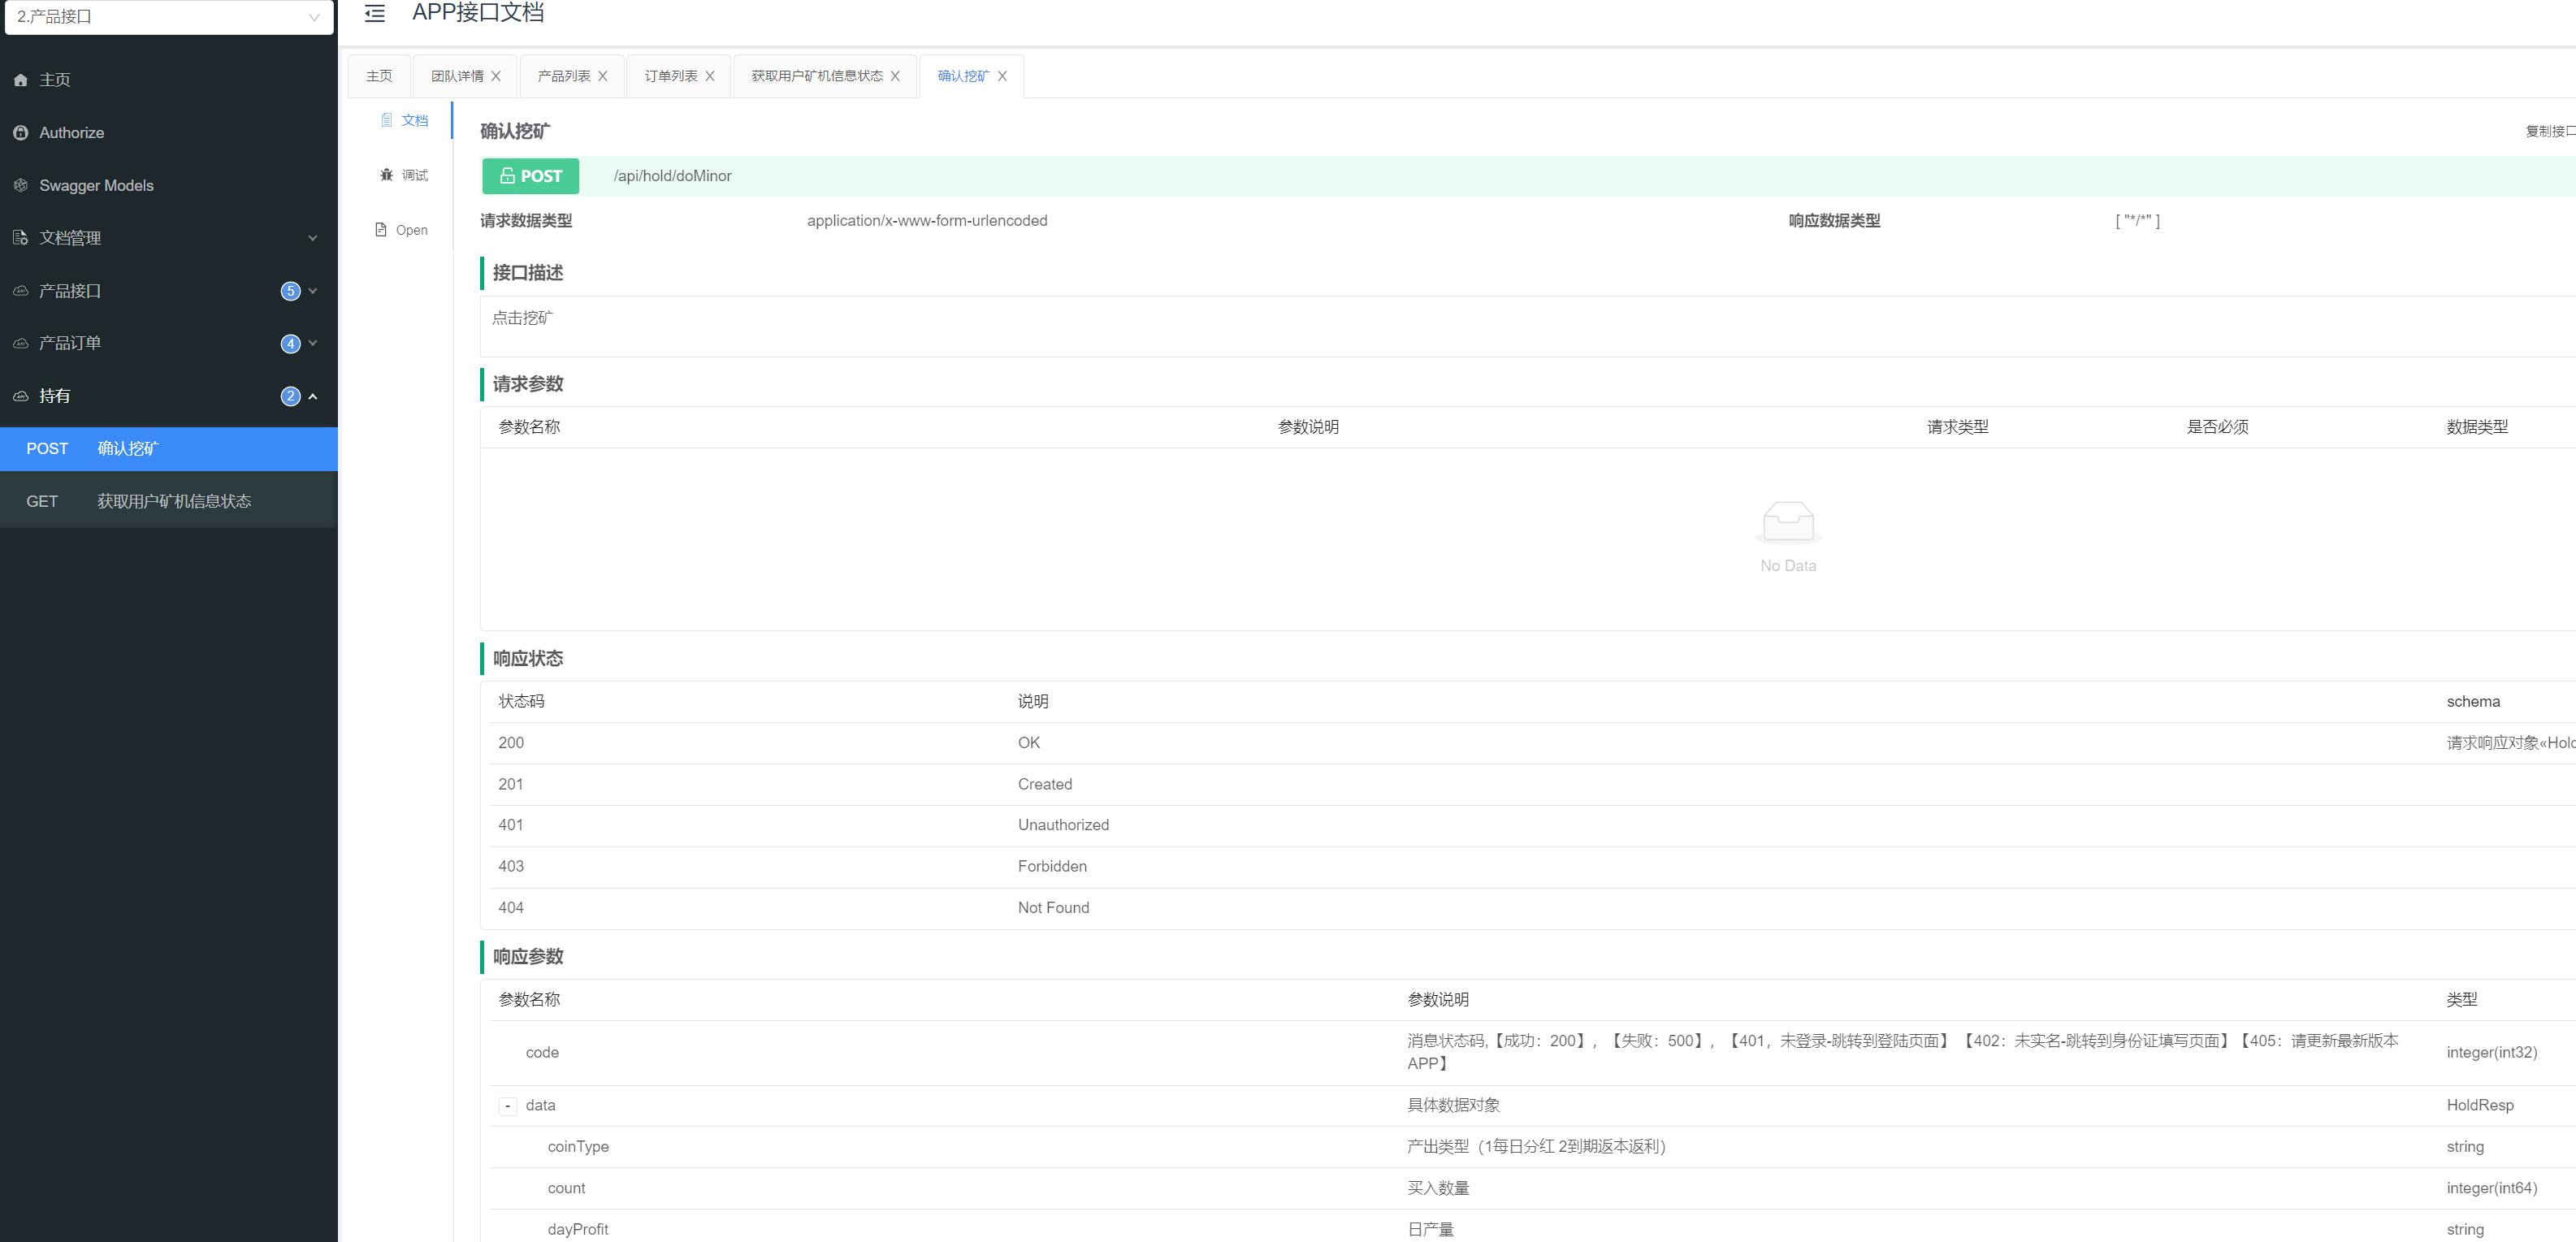 2.产品接口
APP接口文档
主页
Authorize
Swagger Models
文档管理
产品接口 5
产品订单 4
持有 2
POST 确认挖矿
GET 获取用户矿机信息状态
主页 团队详情 X 产品列表 X 订单列表 X 获取用户矿机信息状态 X 确认挖矿 X
文档
调试
Open
确认挖矿 复制接口
POST /api/hold/doMinor
请求数据类型 application/x-www-form-urlencoded 响应数据类型 [ "*/*" ]
接口描述
点击挖矿
请求参数
参数名称 参数说明 请求类型 是否必须 数据类型
No Data
响应状态
状态码 说明 schema
200 OK 请求响应对象«Hold
201 Created
401 Unauthorized
403 Forbidden
404 Not Found
响应参数
参数名称 参数说明 类型
code 消息状态码,【成功：200】，【失败：500】，【401，未登录-跳转到登陆页面】【402：未实名-跳转到身份证填写页面】【405：请更新最新版本
APP】 integer(int32)
- data 具体数据对象 HoldResp
coinType 产出类型（1每日分红 2到期返本返利） string
count 买入数量 integer(int64)
dayProfit 日产量 string